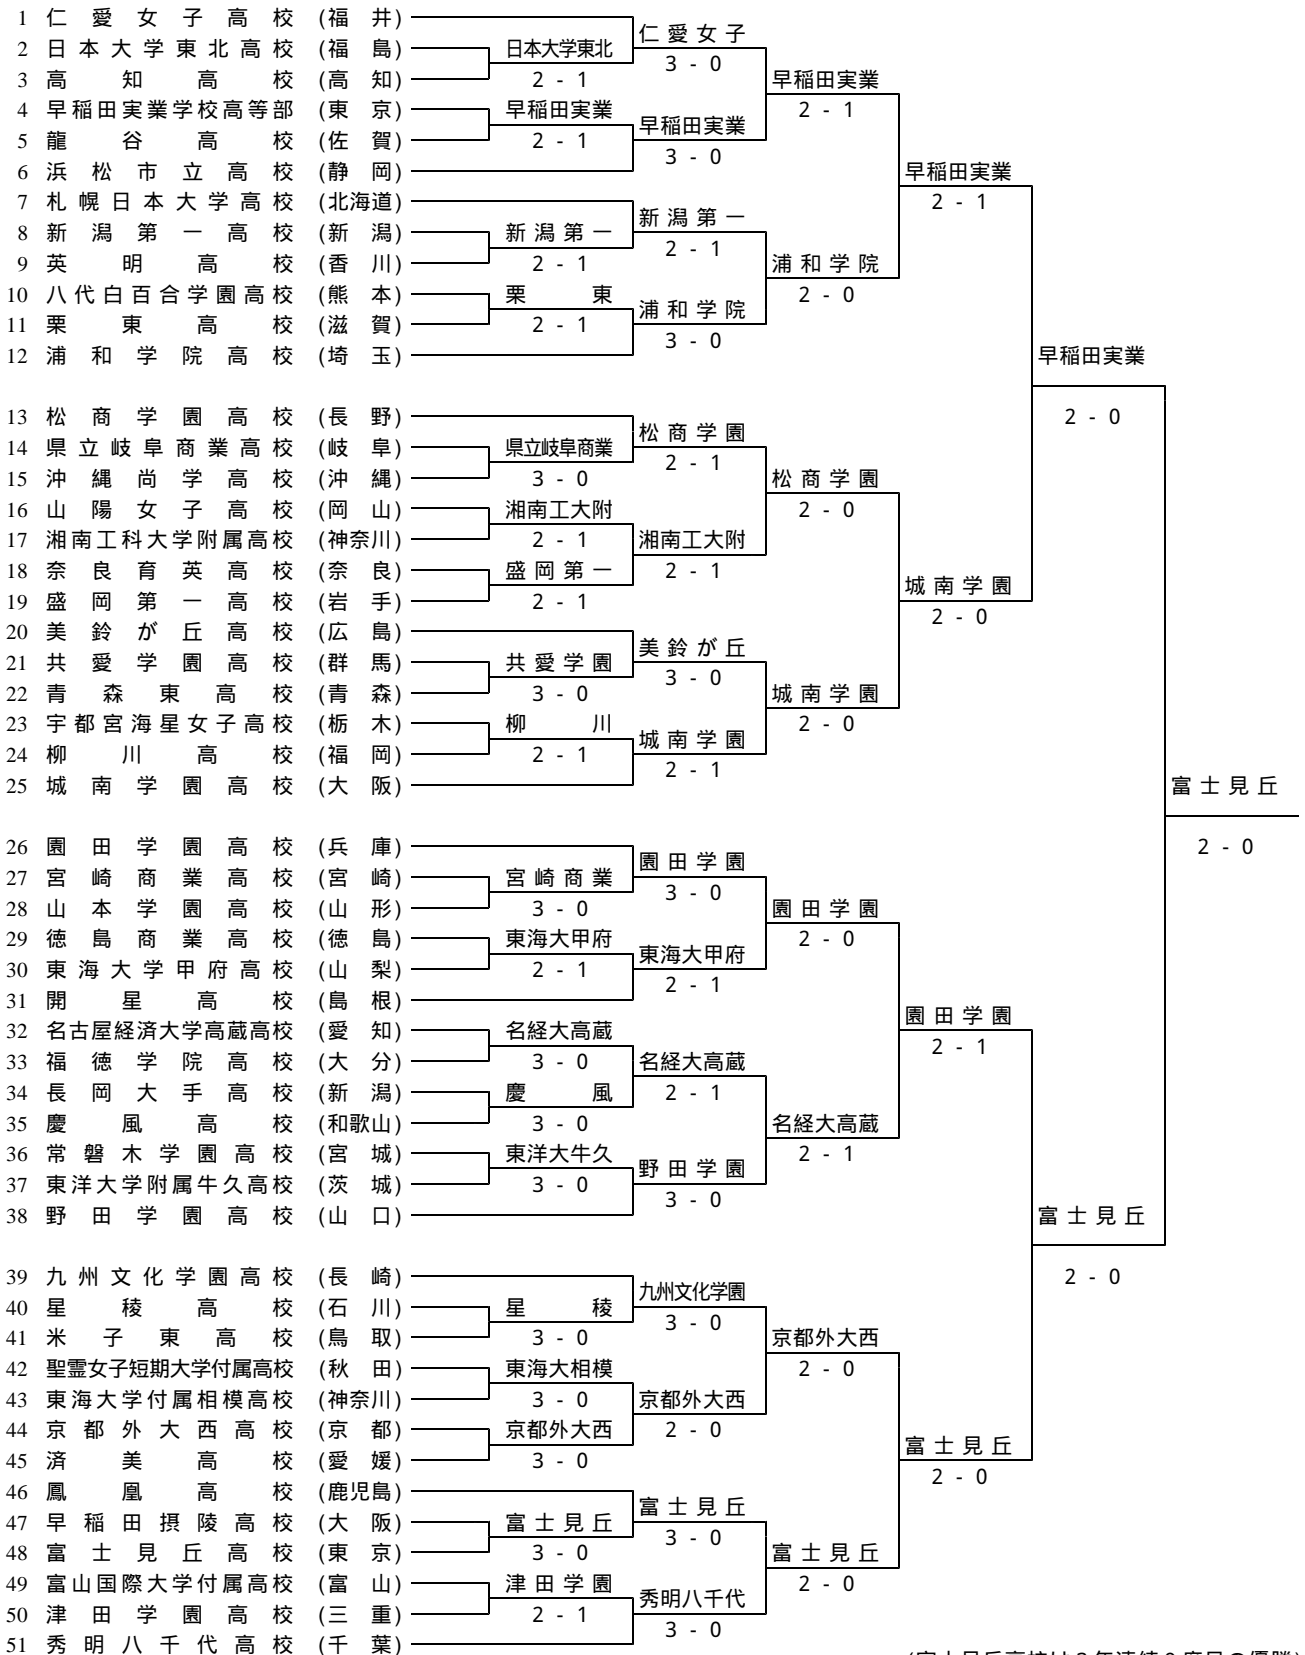 1 仁愛女子高校 (福井)
2 日本大学東北高校 (福島)
3 高知高校 (高知)
4 早稲田実業学校高等部 (東京)
5 龍谷高校 (佐賀)
6 浜松市立高校 (静岡)
7 札幌日本大学高校 (北海道)
8 新潟第一高校 (新潟)
9 英明高校 (香川)
10 八代白百合学園高校 (熊本)
11 栗東高校 (滋賀)
12 浦和学院高校 (埼玉)
13 松商学園高校 (長野)
14 県立岐阜商業高校 (岐阜)
15 沖縄尚学高校 (沖縄)
16 山陽女子高校 (岡山)
17 湘南工科大学附属高校 (神奈川)
18 奈良育英高校 (奈良)
19 盛岡第一高校 (岩手)
20 美鈴が丘高校 (広島)
21 共愛学園高校 (群馬)
22 青森東高校 (青森)
23 宇都宮海星女子高校 (栃木)
24 柳川高校 (福岡)
25 城南学園高校 (大阪)
26 園田学園高校 (兵庫)
27 宮崎商業高校 (宮崎)
28 山本学園高校 (山形)
29 徳島商業高校 (徳島)
30 東海大学甲府高校 (山梨)
31 開星高校 (島根)
32 名古屋経済大学高蔵高校 (愛知)
33 福徳学院高校 (大分)
34 長岡大手高校 (新潟)
35 慶風高校 (和歌山)
36 常磐木学園高校 (宮城)
37 東洋大学附属牛久高校 (茨城)
38 野田学園高校 (山口)
39 九州文化学園高校 (長崎)
40 星稜高校 (石川)
41 米子東高校 (鳥取)
42 聖霊女子短期大学付属高校 (秋田)
43 東海大学付属相模高校 (神奈川)
44 京都外大西高校 (京都)
45 済美高校 (愛媛)
46 鳳凰高校 (鹿児島)
47 早稲田摂陵高校 (大阪)
48 富士見丘高校 (東京)
49 富山国際大学付属高校 (富山)
50 津田学園高校 (三重)
51 秀明八千代高校 (千葉)
日本大学東北
2 - 1
早稲田実業
2 - 1
新潟第一
2 - 1
栗東
2 - 1
県立岐阜商業
3 - 0
湘南工大附
2 - 1
盛岡第一
2 - 1
共愛学園
3 - 0
柳川
2 - 1
宮崎商業
3 - 0
東海大甲府
2 - 1
名経大高蔵
3 - 0
慶風
3 - 0
東洋大牛久
3 - 0
星稜
3 - 0
東海大相模
3 - 0
京都外大西
3 - 0
富士見丘
3 - 0
津田学園
2 - 1
仁愛女子
3 - 0
早稲田実業
3 - 0
新潟第一
2 - 1
浦和学院
3 - 0
松商学園
2 - 1
湘南工大附
2 - 1
美鈴が丘
3 - 0
城南学園
2 - 1
園田学園
3 - 0
東海大甲府
2 - 1
名経大高蔵
2 - 1
野田学園
3 - 0
九州文化学園
3 - 0
京都外大西
2 - 0
富士見丘
3 - 0
秀明八千代
3 - 0
早稲田実業
2 - 1
浦和学院
2 - 0
松商学園
2 - 0
城南学園
2 - 0
園田学園
2 - 0
名経大高蔵
2 - 1
京都外大西
2 - 0
富士見丘
2 - 0
早稲田実業
2 - 1
城南学園
2 - 0
園田学園
2 - 1
富士見丘
2 - 0
早稲田実業
2 - 0
富士見丘
2 - 0
富士見丘
2 - 0